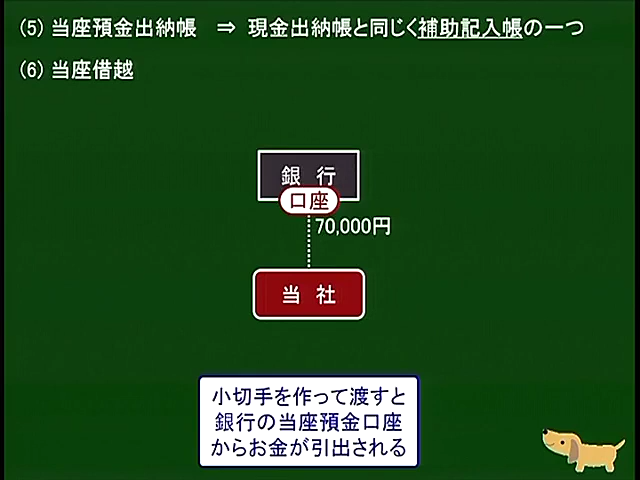 (5) 当座預金出納帳　⇒ 現金出納帳と同じく補助記入帳の一つ
(6) 当座借越
銀 行
口座
70,000円
当 社
小切手を作って渡すと
銀行の当座預金口座
からお金が引出される